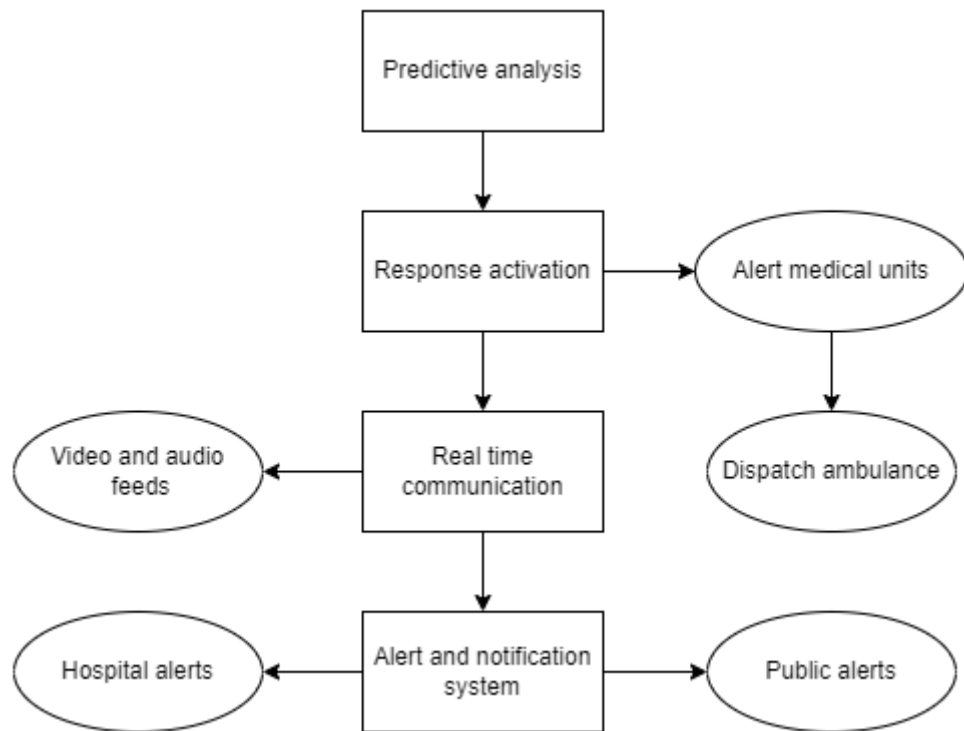 Predictive analysis
Response activation
Alert medical units
Video and audio
feeds
Real time
communication
Dispatch ambulance
Hospital alerts
Alert and notification
system
Public alerts